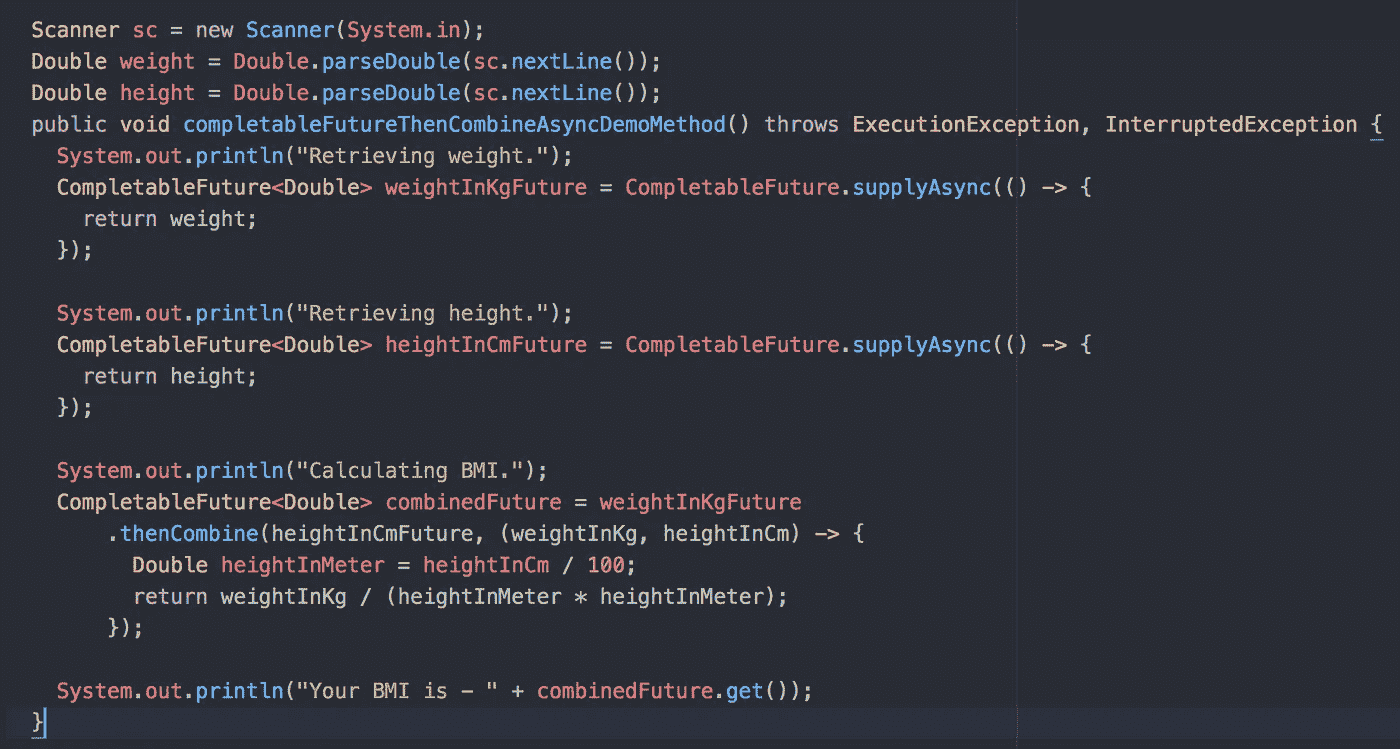 Scanner sc = new Scanner(System.in);
Double weight = Double.parseDouble(sc.nextLine());
Double height = Double.parseDouble(sc.nextLine());
public void completableFutureThenCombineAsyncDemoMethod() throws ExecutionException, InterruptedException {
  System.out.println("Retrieving weight.");
  CompletableFuture<Double> weightInKgFuture = CompletableFuture.supplyAsync(() -> {
    return weight;
  });

  System.out.println("Retrieving height.");
  CompletableFuture<Double> heightInCmFuture = CompletableFuture.supplyAsync(() -> {
    return height;
  });

  System.out.println("Calculating BMI.");
  CompletableFuture<Double> combinedFuture = weightInKgFuture
      .thenCombine(heightInCmFuture, (weightInKg, heightInCm) -> {
        Double heightInMeter = heightInCm / 100;
        return weightInKg / (heightInMeter * heightInMeter);
      });

  System.out.println("Your BMI is - " + combinedFuture.get());
}